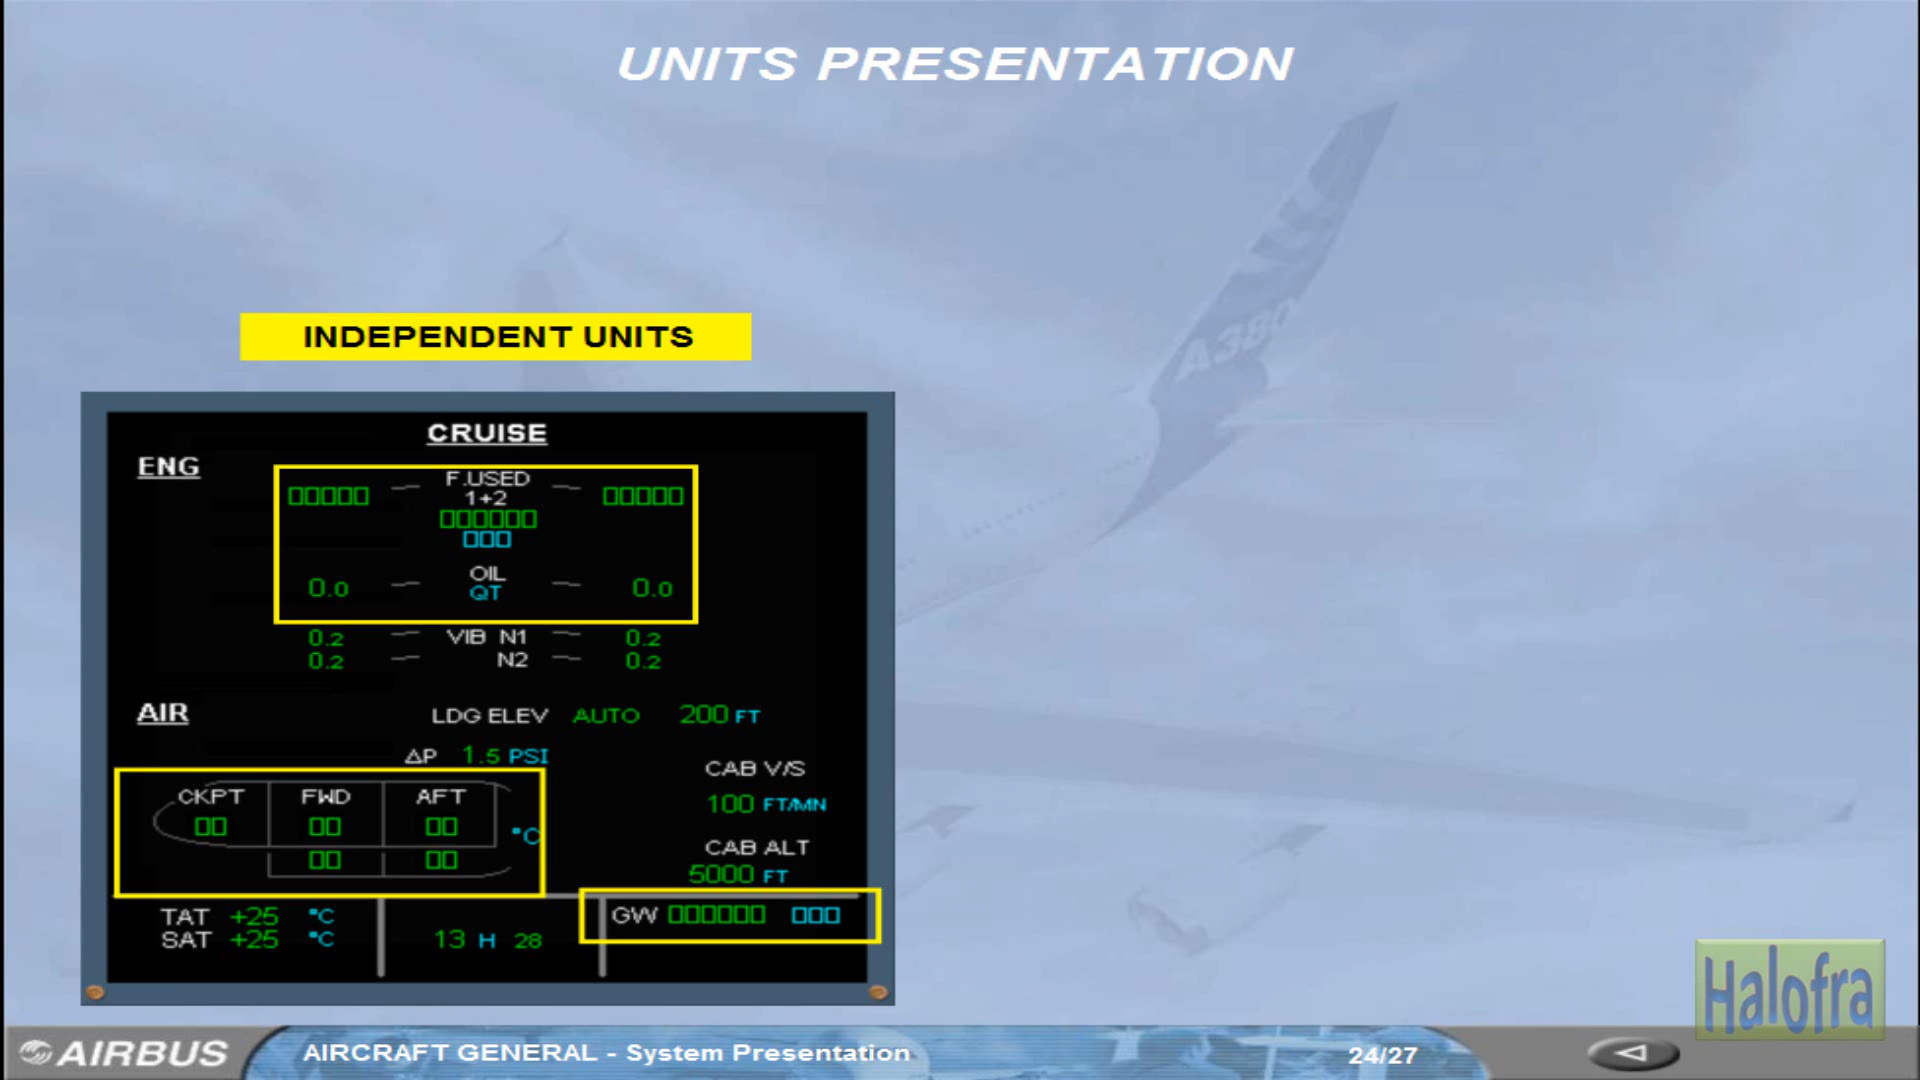 UNITS PRESENTATION
A380
INDEPENDENT UNITS
CRUISE
ENG
F.USED
1+2
OIL
0.0 QT 0.0
0.2 VIB N1 0.2
0.2 N2 0.2
AIR
LDG ELEV AUTO 200 FT
ΔP 1.5 PSI
CAB V/S
CKPT FWD AFT
100 FT/MN
°C
CAB ALT
5000 FT
TAT +25 °C
GW
SAT +25 °C
13 H 28
Halofra
AIRBUS
AIRCRAFT GENERAL - System Presentation
24/27